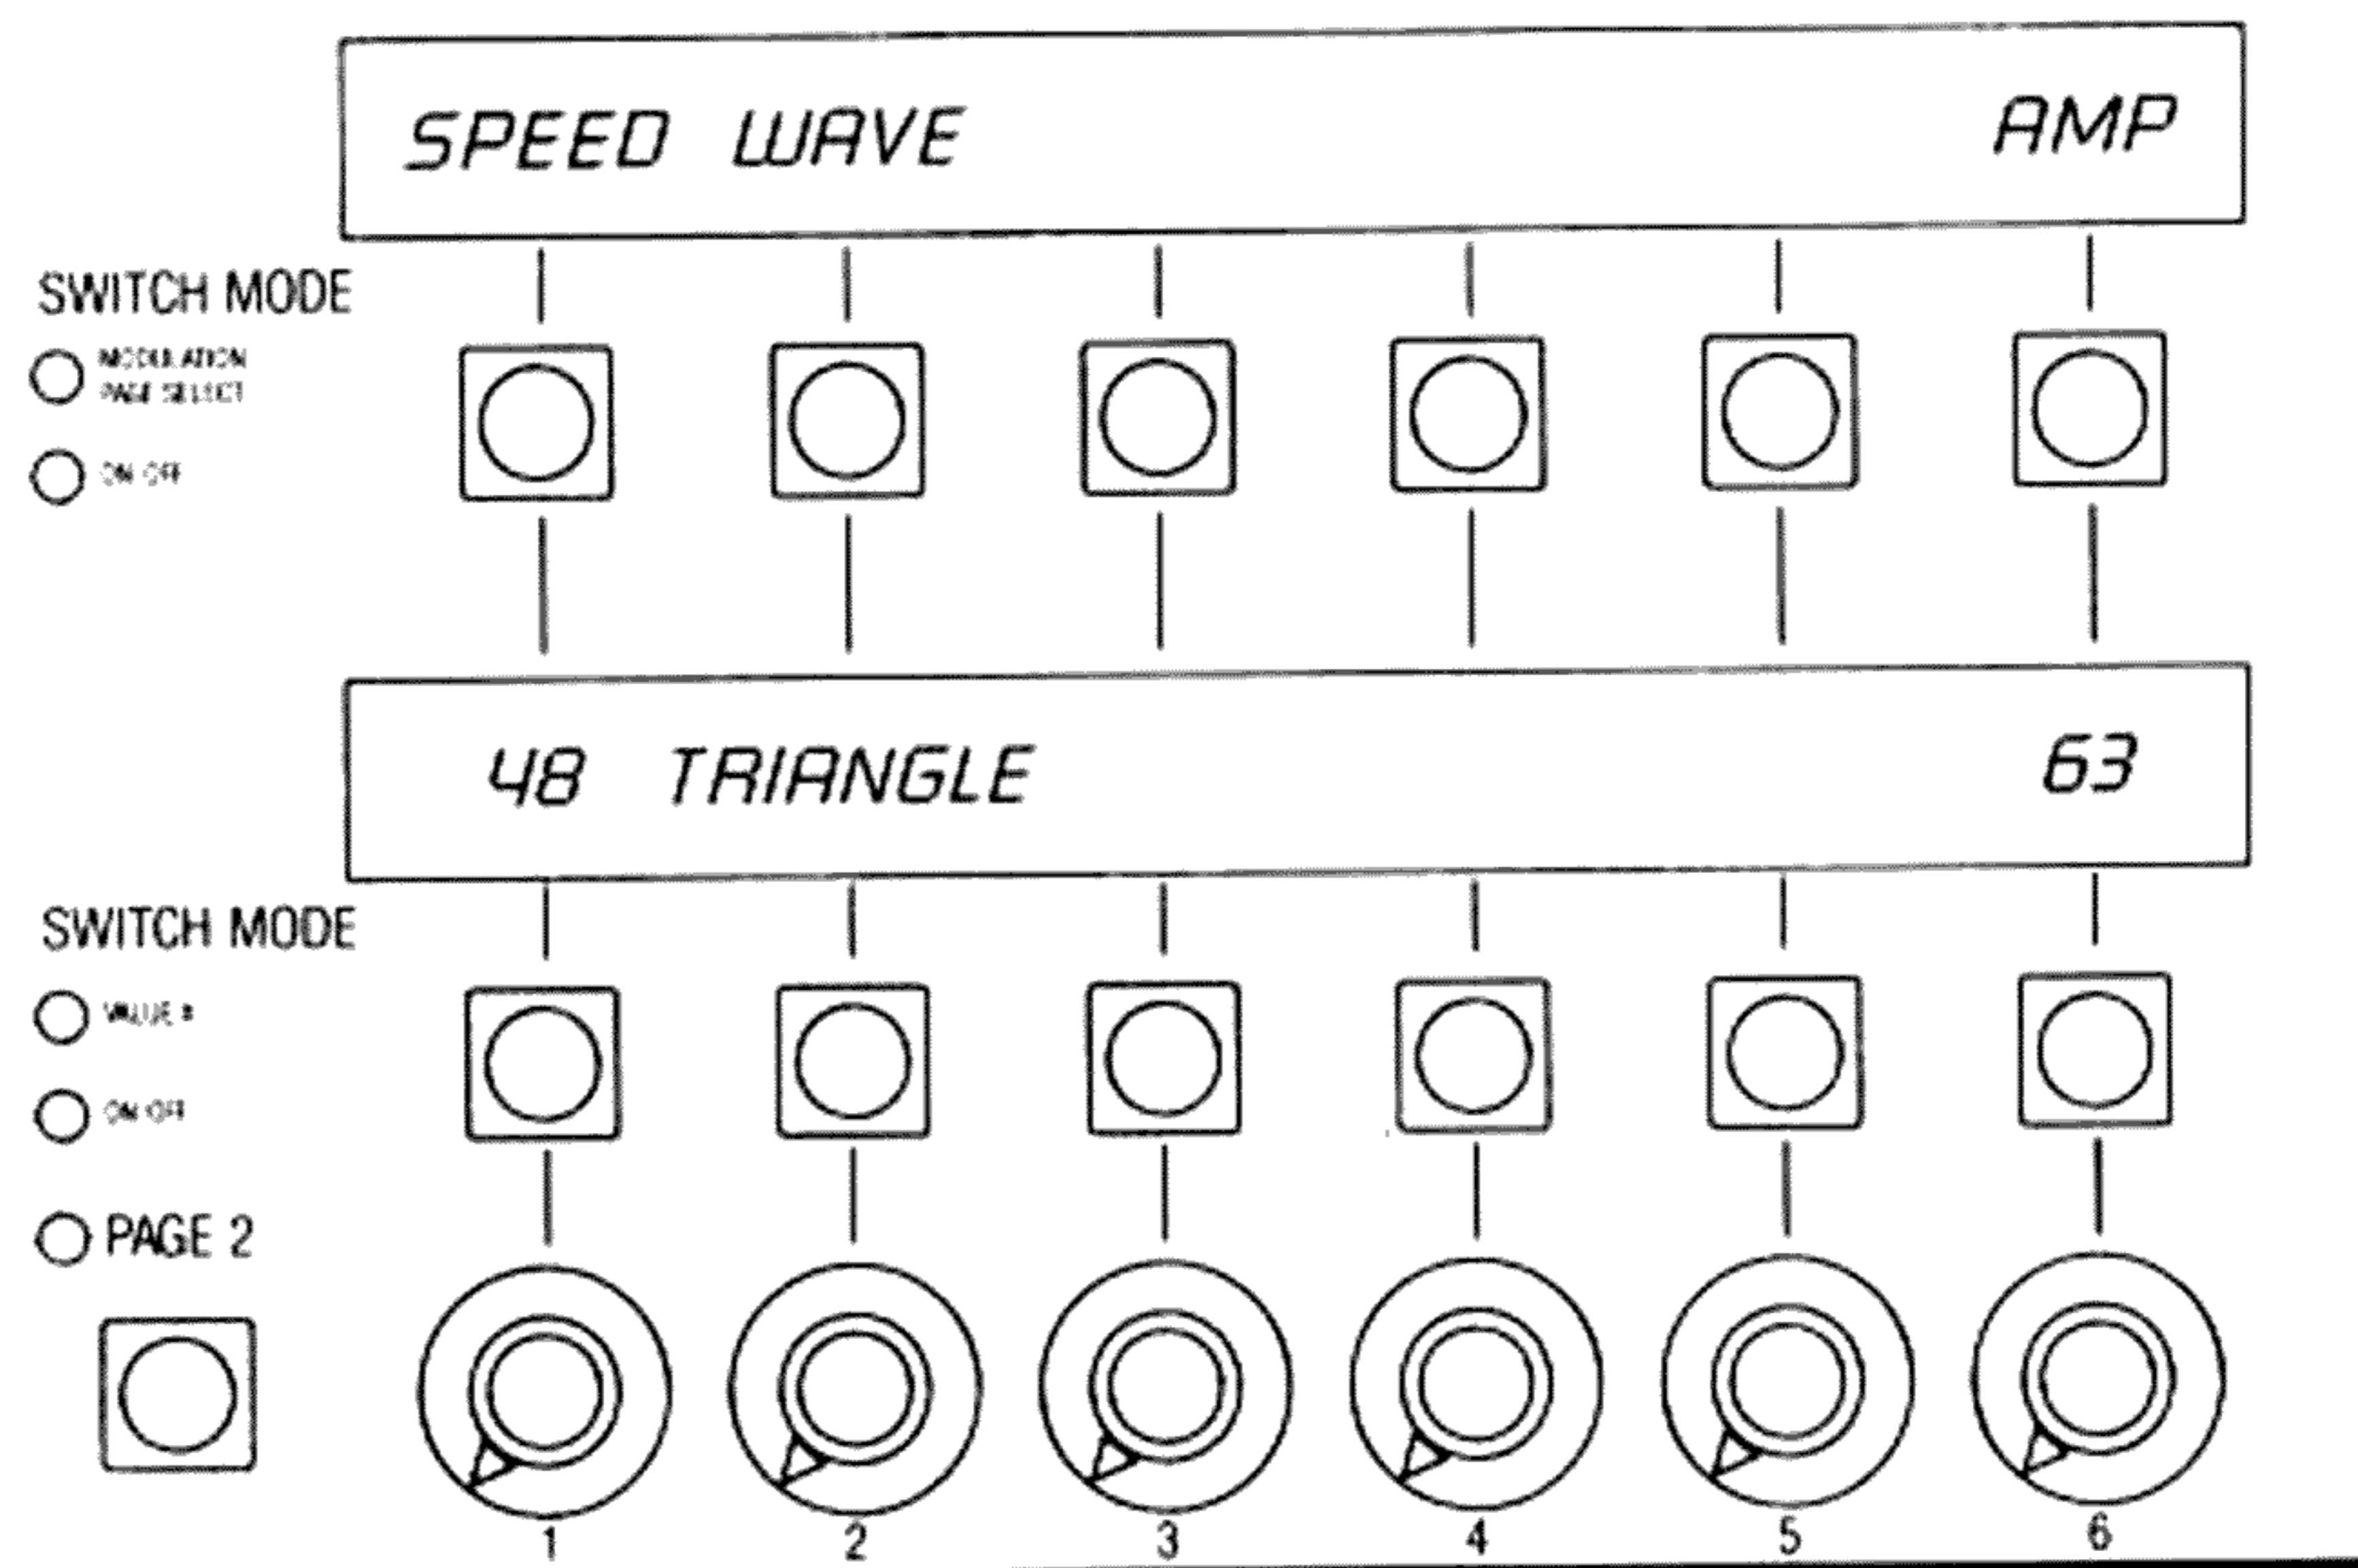 SPEED WAVE AMP
SWITCH MODE
MODULATION
PAGE SELECT
ON OFF
48 TRIANGLE 63
SWITCH MODE
VALUE #
ON OFF
PAGE 2
1 2 3 4 5 6